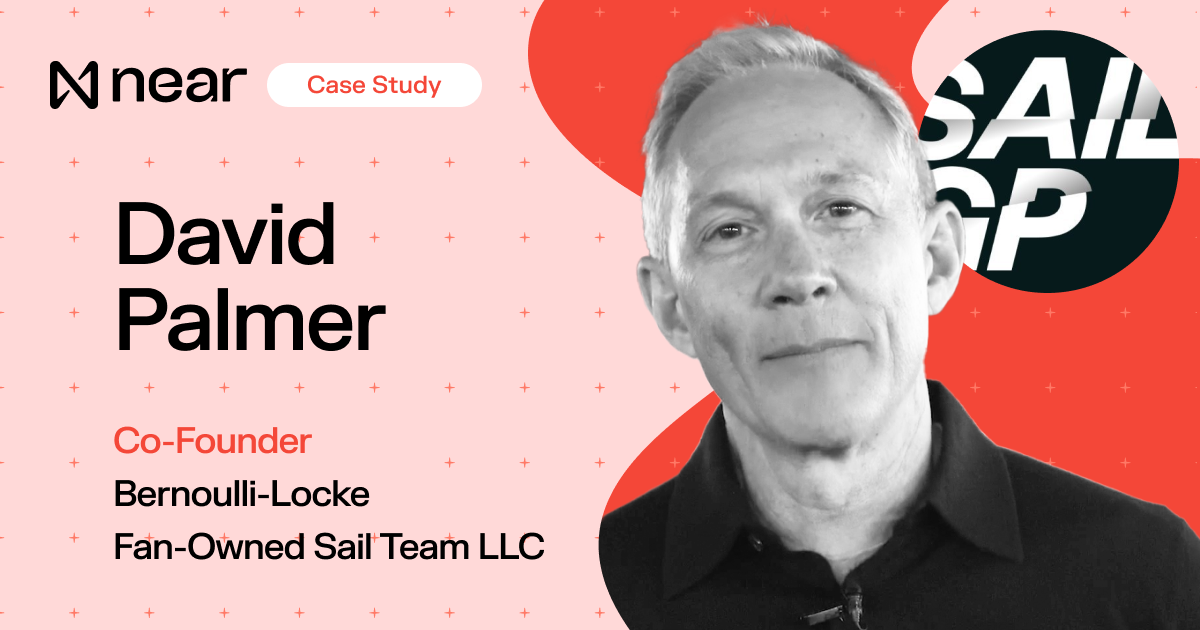 near
Case Study
David
Palmer
Co-Founder
Bernoulli-Locke
Fan-Owned Sail Team LLC
SAIL
GP